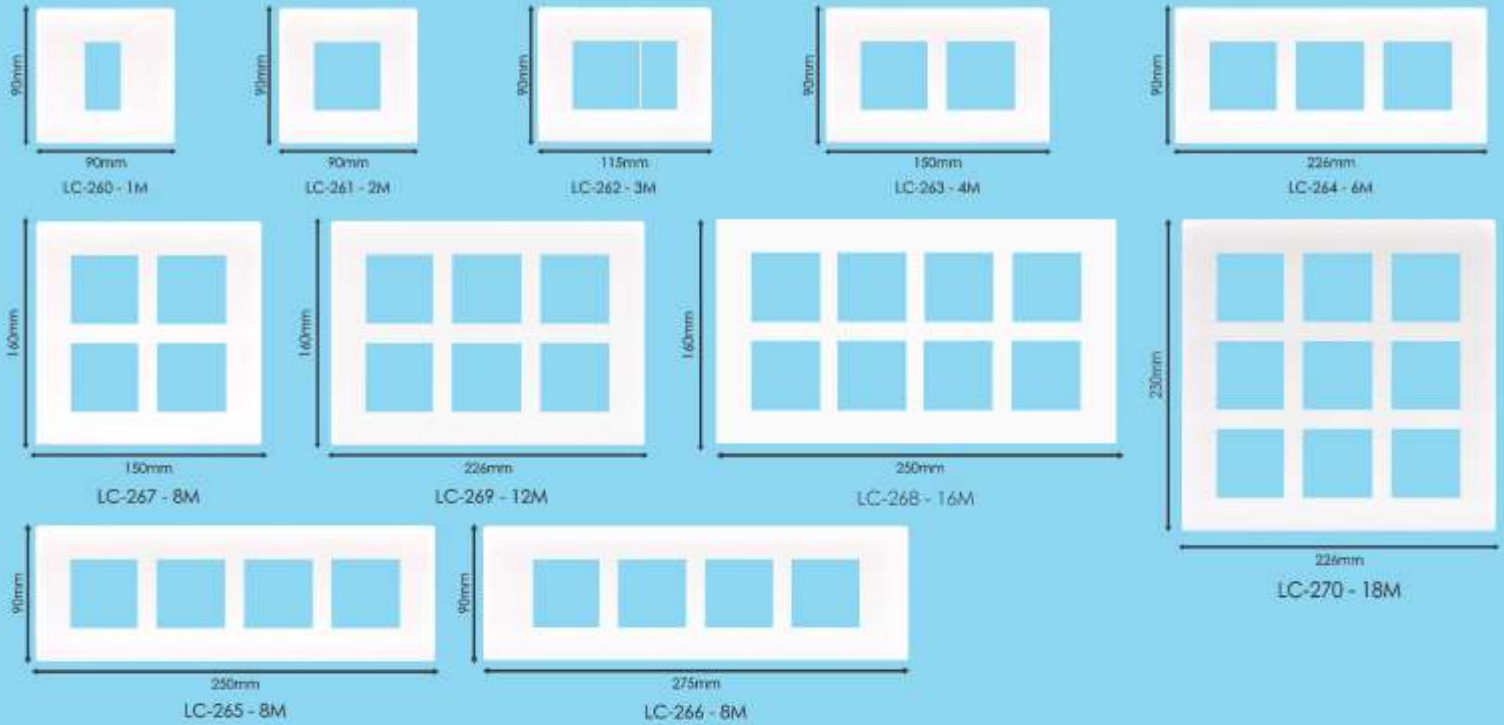 90mm
90mm
LC-260 - 1M
90mm
90mm
LC-261 - 2M
90mm
115mm
LC-262 - 3M
90mm
150mm
LC-263 - 4M
90mm
226mm
LC-264 - 6M
160mm
150mm
LC-267 - 8M
160mm
226mm
LC-269 - 12M
160mm
250mm
LC-268 - 16M
230mm
226mm
LC-270 - 18M
90mm
250mm
LC-265 - 8M
90mm
275mm
LC-266 - 8M